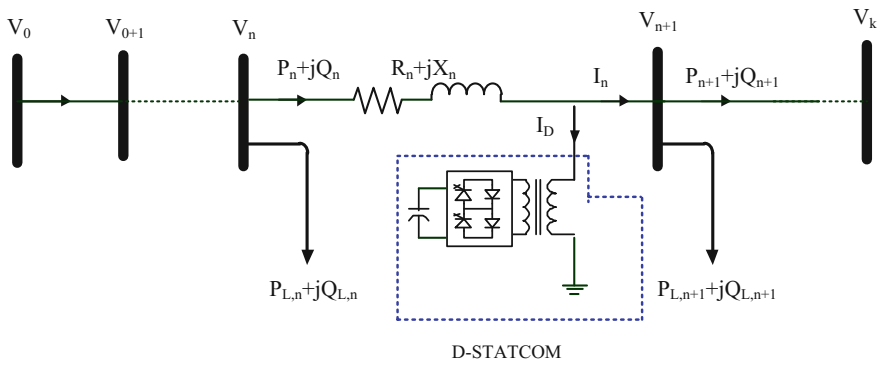 V0
V0+1
Vn
Pn+jQn
Rn+jXn
In
Vn+1
Pn+1+jQn+1
Vk
ID
PL,n+jQL,n
PL,n+1+jQL,n+1
D-STATCOM